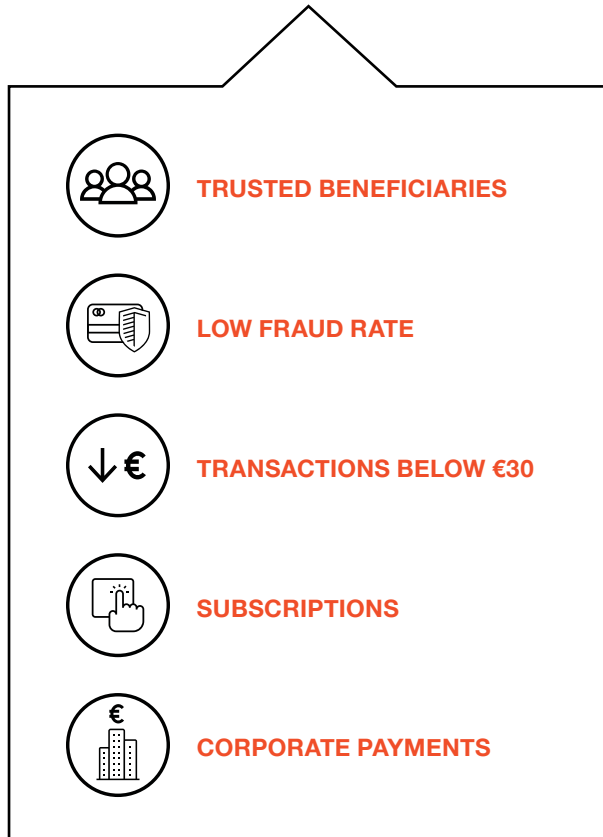 TRUSTED BENEFICIARIES
LOW FRAUD RATE
↓€
TRANSACTIONS BELOW €30
SUBSCRIPTIONS
€
CORPORATE PAYMENTS